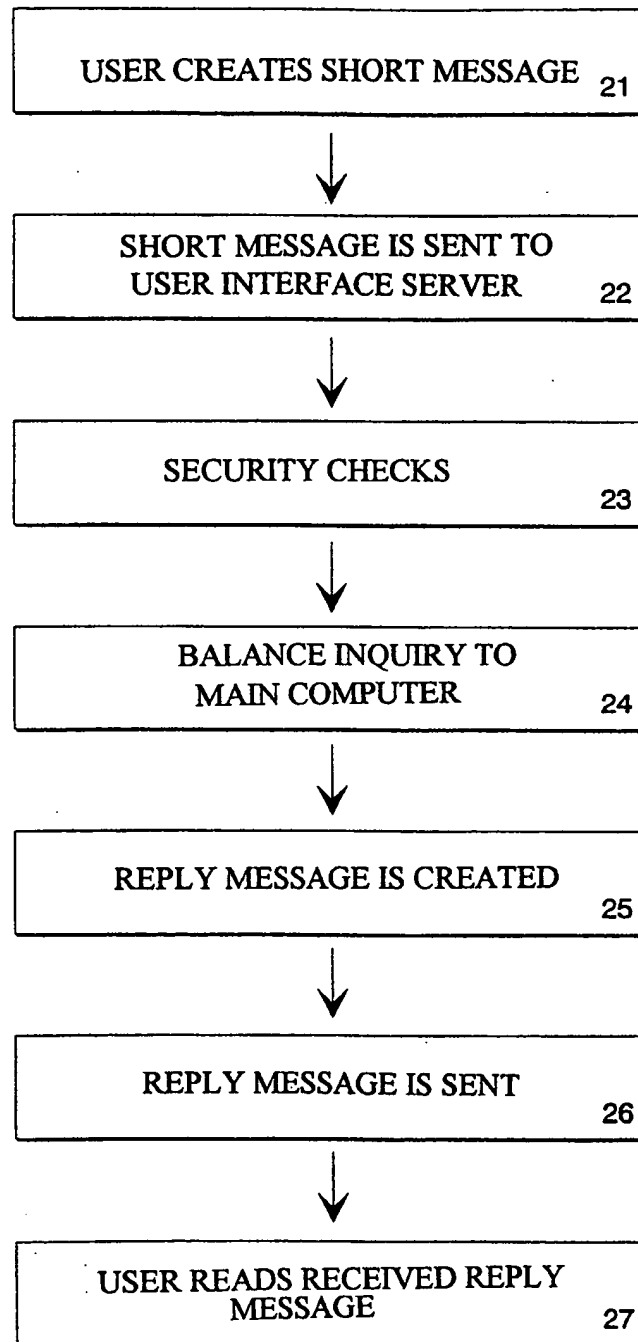 USER CREATES SHORT MESSAGE
21
SHORT MESSAGE IS SENT TO
USER INTERFACE SERVER
22
SECURITY CHECKS
23
BALANCE INQUIRY TO
MAIN COMPUTER
24
REPLY MESSAGE IS CREATED
25
REPLY MESSAGE IS SENT
26
USER READS RECEIVED REPLY
MESSAGE
27